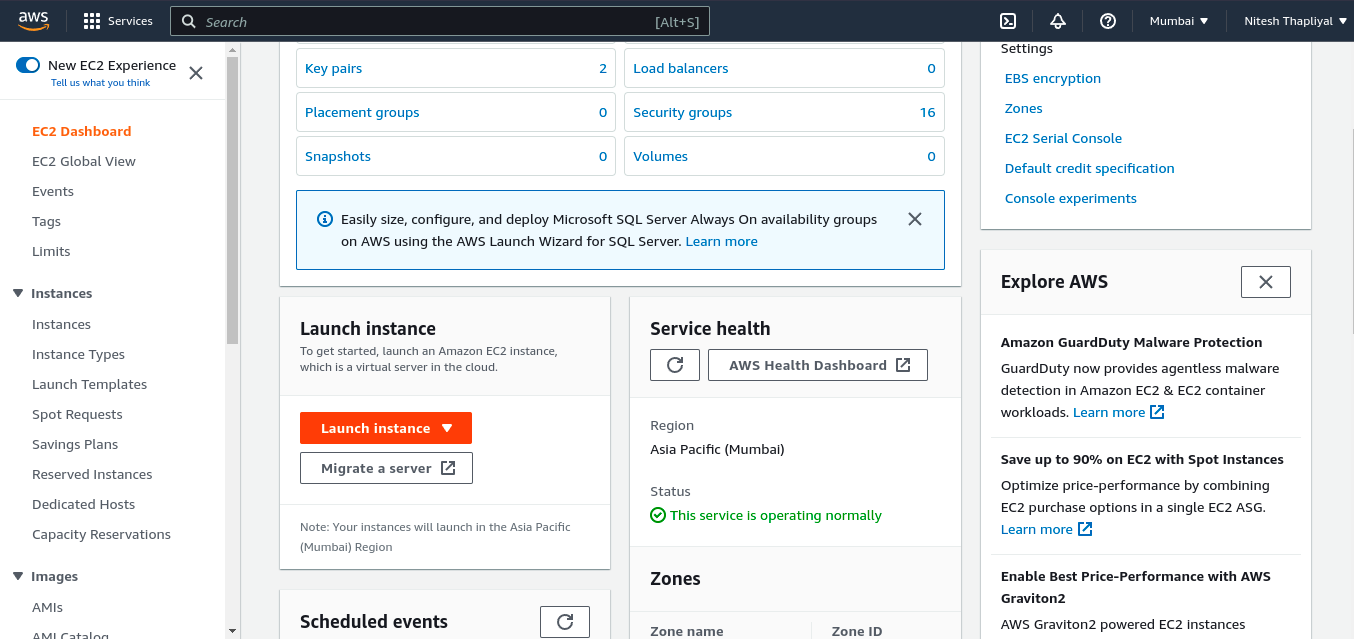 aws
Services
Search
[Alt+S]
Mumbai
Nitesh Thapliyal
New EC2 Experience
Tell us what you think
EC2 Dashboard
EC2 Global View
Events
Tags
Limits
Instances
Instances
Instance Types
Launch Templates
Spot Requests
Savings Plans
Reserved Instances
Dedicated Hosts
Capacity Reservations
Images
AMIs
AMI Catalog
Key pairs 2
Load balancers 0
Placement groups 0
Security groups 16
Snapshots 0
Volumes 0
Easily size, configure, and deploy Microsoft SQL Server Always On availability groups
on AWS using the AWS Launch Wizard for SQL Server. Learn more
Launch instance
To get started, launch an Amazon EC2 instance,
which is a virtual server in the cloud.
Launch instance
Migrate a server
Note: Your instances will launch in the Asia Pacific
(Mumbai) Region
Scheduled events
Service health
AWS Health Dashboard
Region
Asia Pacific (Mumbai)
Status
This service is operating normally
Zones
Zone name
Zone ID
Settings
EBS encryption
Zones
EC2 Serial Console
Default credit specification
Console experiments
Explore AWS
Amazon GuardDuty Malware Protection
GuardDuty now provides agentless malware
detection in Amazon EC2 & EC2 container
workloads. Learn more
Save up to 90% on EC2 with Spot Instances
Optimize price-performance by combining
EC2 purchase options in a single EC2 ASG.
Learn more
Enable Best Price-Performance with AWS
Graviton2
AWS Graviton2 powered EC2 instances